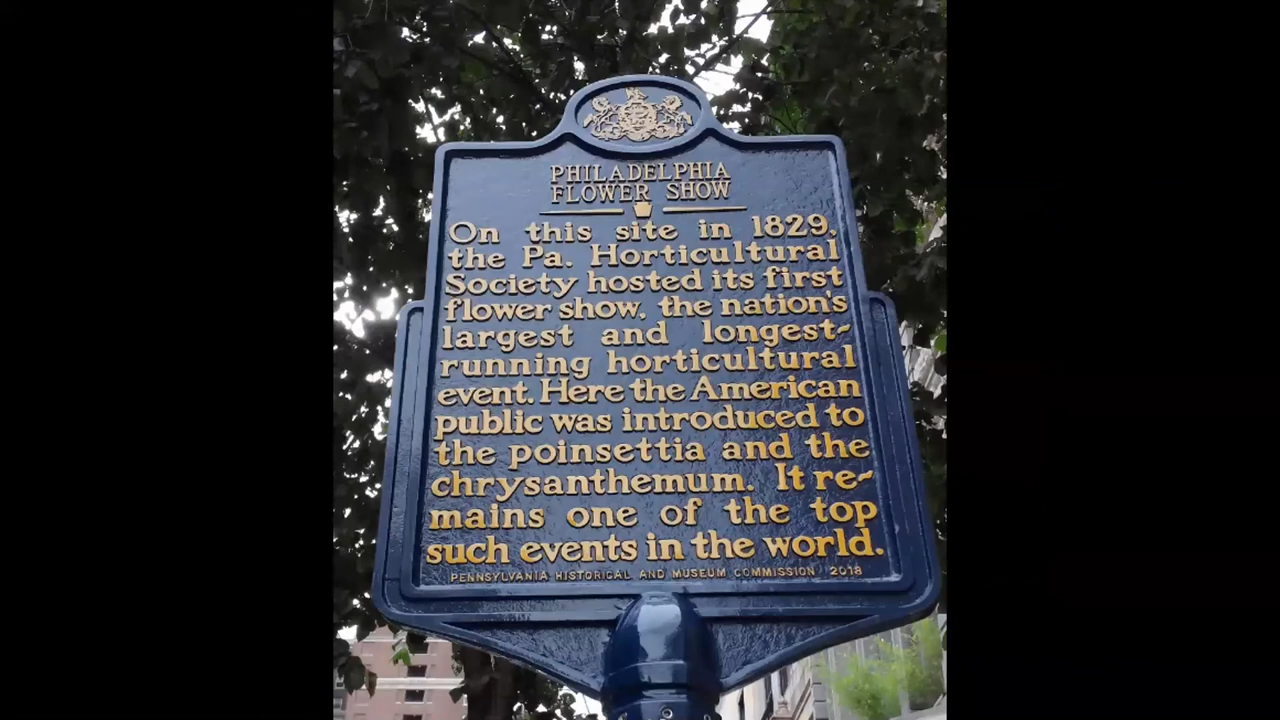 PHILADELPHIA
FLOWER SHOW
On this site in 1829,
the Pa. Horticultural
Society hosted its first
flower show, the nation's
largest and longest-
running horticultural
event. Here the American
public was introduced to
the poinsettia and the
chrysanthemum. It re-
mains one of the top
such events in the world.
PENNSYLVANIA HISTORICAL AND MUSEUM COMMISSION 2018